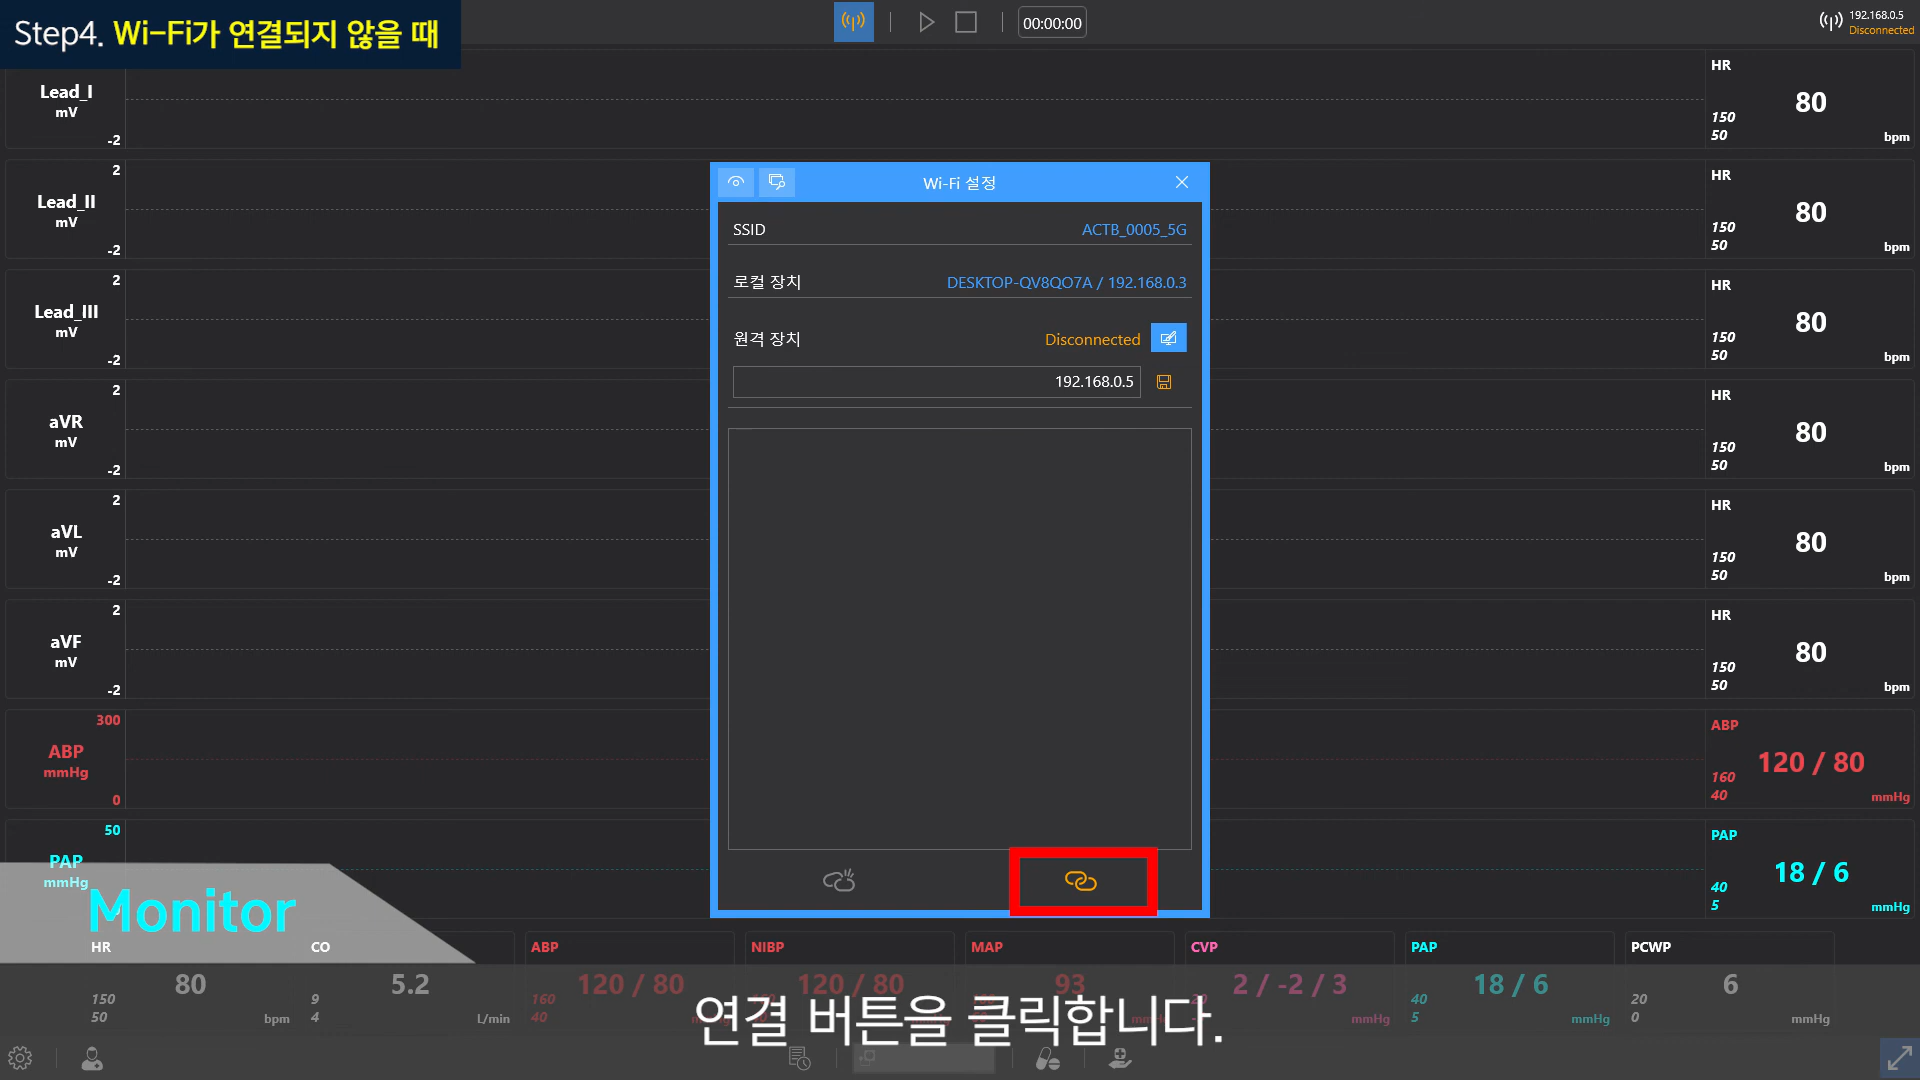 Step4. Wi-Fi가 연결되지 않을 때
00:00:00
192.168.0.5
Disconnected
Lead_I
mV
-2
HR
80
150
50
bpm
2
Lead_II
mV
-2
HR
80
150
50
bpm
2
Lead_III
mV
-2
HR
80
150
50
bpm
2
aVR
mV
-2
HR
80
150
50
bpm
2
aVL
mV
-2
HR
80
150
50
bpm
2
aVF
mV
-2
HR
80
150
50
bpm
300
ABP
mmHg
0
ABP
120 / 80
160
40
mmHg
50
PAP
mmHg
PAP
18 / 6
40
5
mmHg
Wi-Fi 설정
SSID
ACTB_0005_5G
로컬 장치
DESKTOP-QV8QO7A / 192.168.0.3
원격 장치
Disconnected
192.168.0.5
Monitor
HR
80
150
50
bpm
CO
5.2
9
4
L/min
ABP
120 / 80
160
40
NIBP
120 / 80
MAP
93
CVP
2 / -2 / 3
mmHg
PAP
18 / 6
40
5
mmHg
PCWP
6
20
0
mmHg
연결 버튼을 클릭합니다.